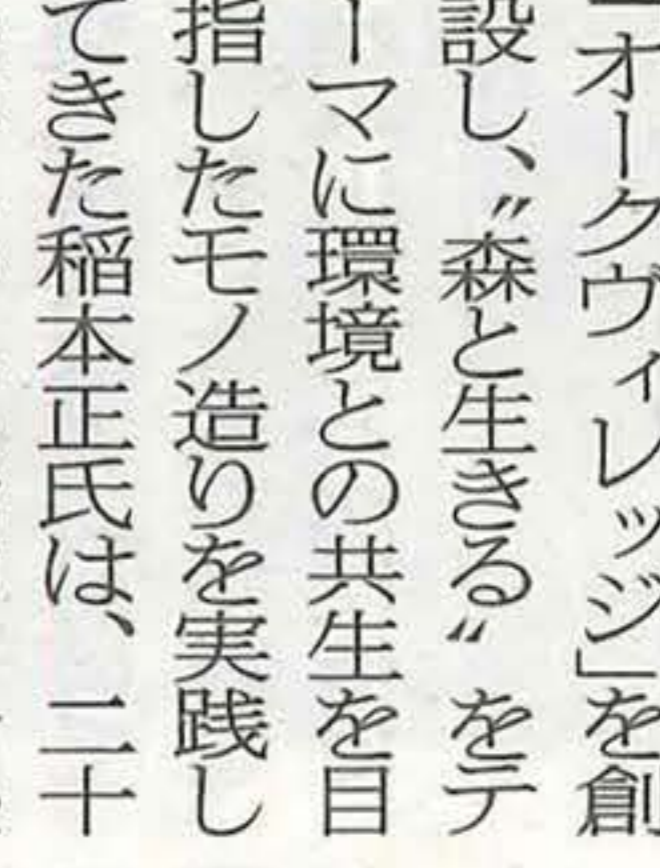 オークヴィレッジ」を創
設し、〝森と生きる〟をテ
ーマに環境との共生を目
指したモノ造りを実践し
てきた稲本正氏は、二十